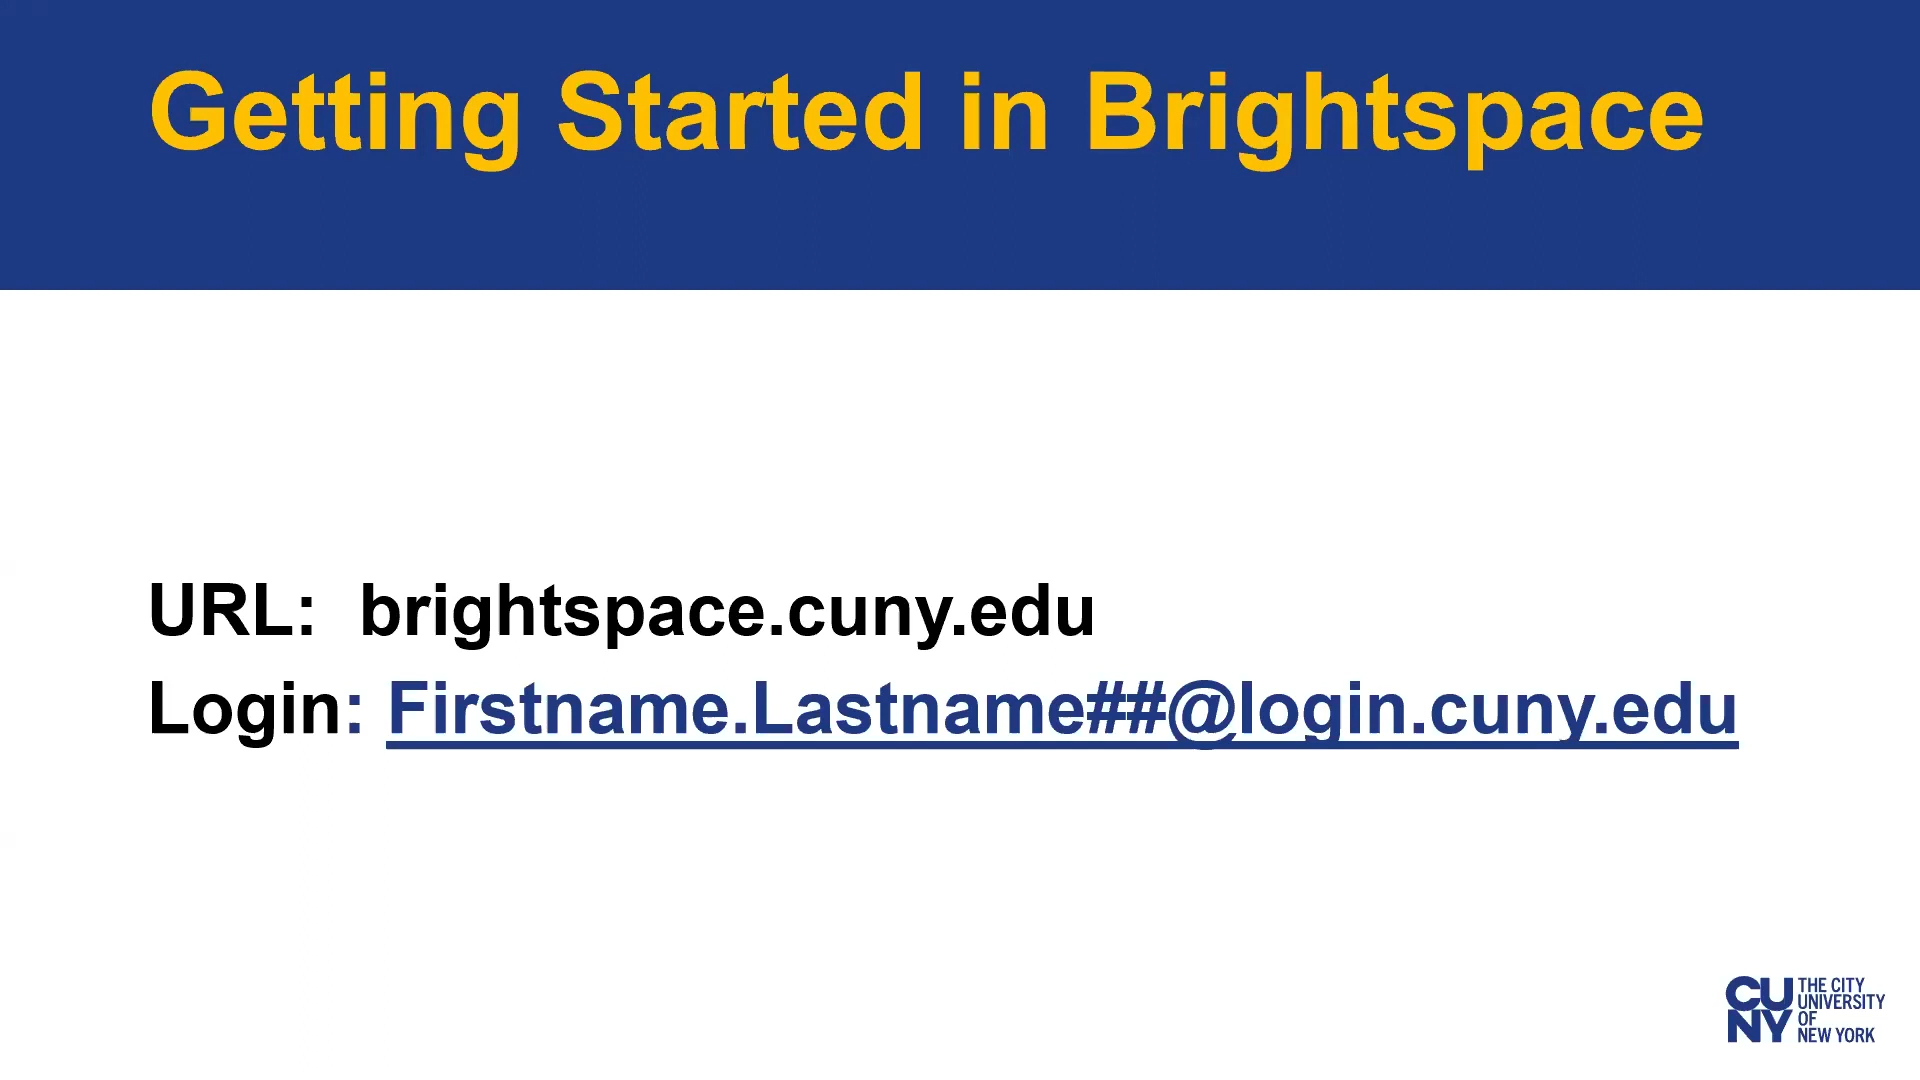 Getting Started in Brightspace
URL: brightspace.cuny.edu
Login: Firstname.Lastname##@login.cuny.edu
CU
NY
THE CITY
UNIVERSITY
OF
NEW YORK